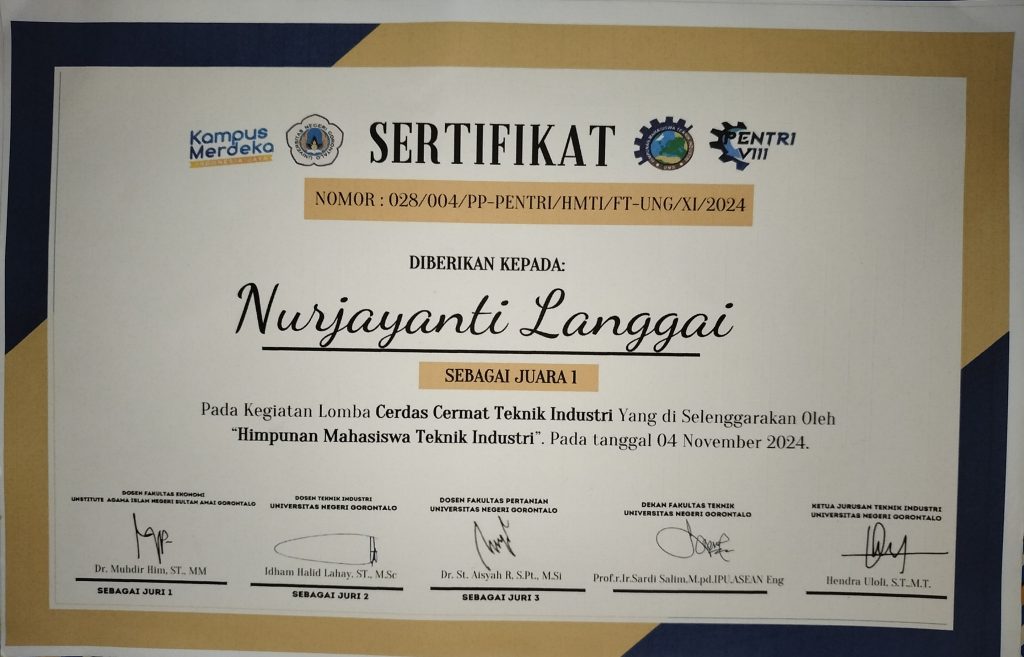 Kampus
Merdeka
INDONESIA JAYA
SERTIFIKAT
PENTRI
VIII
NOMOR : 028/004/PP-PENTRI/HMTI/FT-UNG/XI/2024
DIBERIKAN KEPADA:
Nurjayanti Langgai
SEBAGAI JUARA 1
Pada Kegiatan Lomba Cerdas Cermat Teknik Industri Yang di Selenggarakan Oleh
“Himpunan Mahasiswa Teknik Industri”. Pada tanggal 04 November 2024.
DOSEN FAKULTAS EKONOMI
UNSTITUTE AGAMA ISLAN NEGERI SULTAN AMAI GORONTALO
Dr. Muhdir Him, ST., MM
SEBAGAI JURI 1
DOSEN TEKNIK INDUSTRI
UNIVERSITAS NEGERI GORONTALO
Idham Halid Lahay, ST., M.Sc
SEBAGAI JURI 2
DOSEN FAKULTAS PERTANIAN
UNIVERSITAS NEGERI GORONTALO
Dr. St. Aisyah R, S.Pt., M.Si
SEBAGAI JURI 3
DEKAN FAKULTAS TEKNIK
UNIVERSITAS NEGERI GORONTALO
Prof.r.Ir.Sardi Salim,M.pd.IPU,ASEAN Eng
KETUA JURUSAN TEKNIK INDUSTRI
UNIVERSITAS NEGERI GORONTALO
Hendra Uloli, S.T.,M.T.